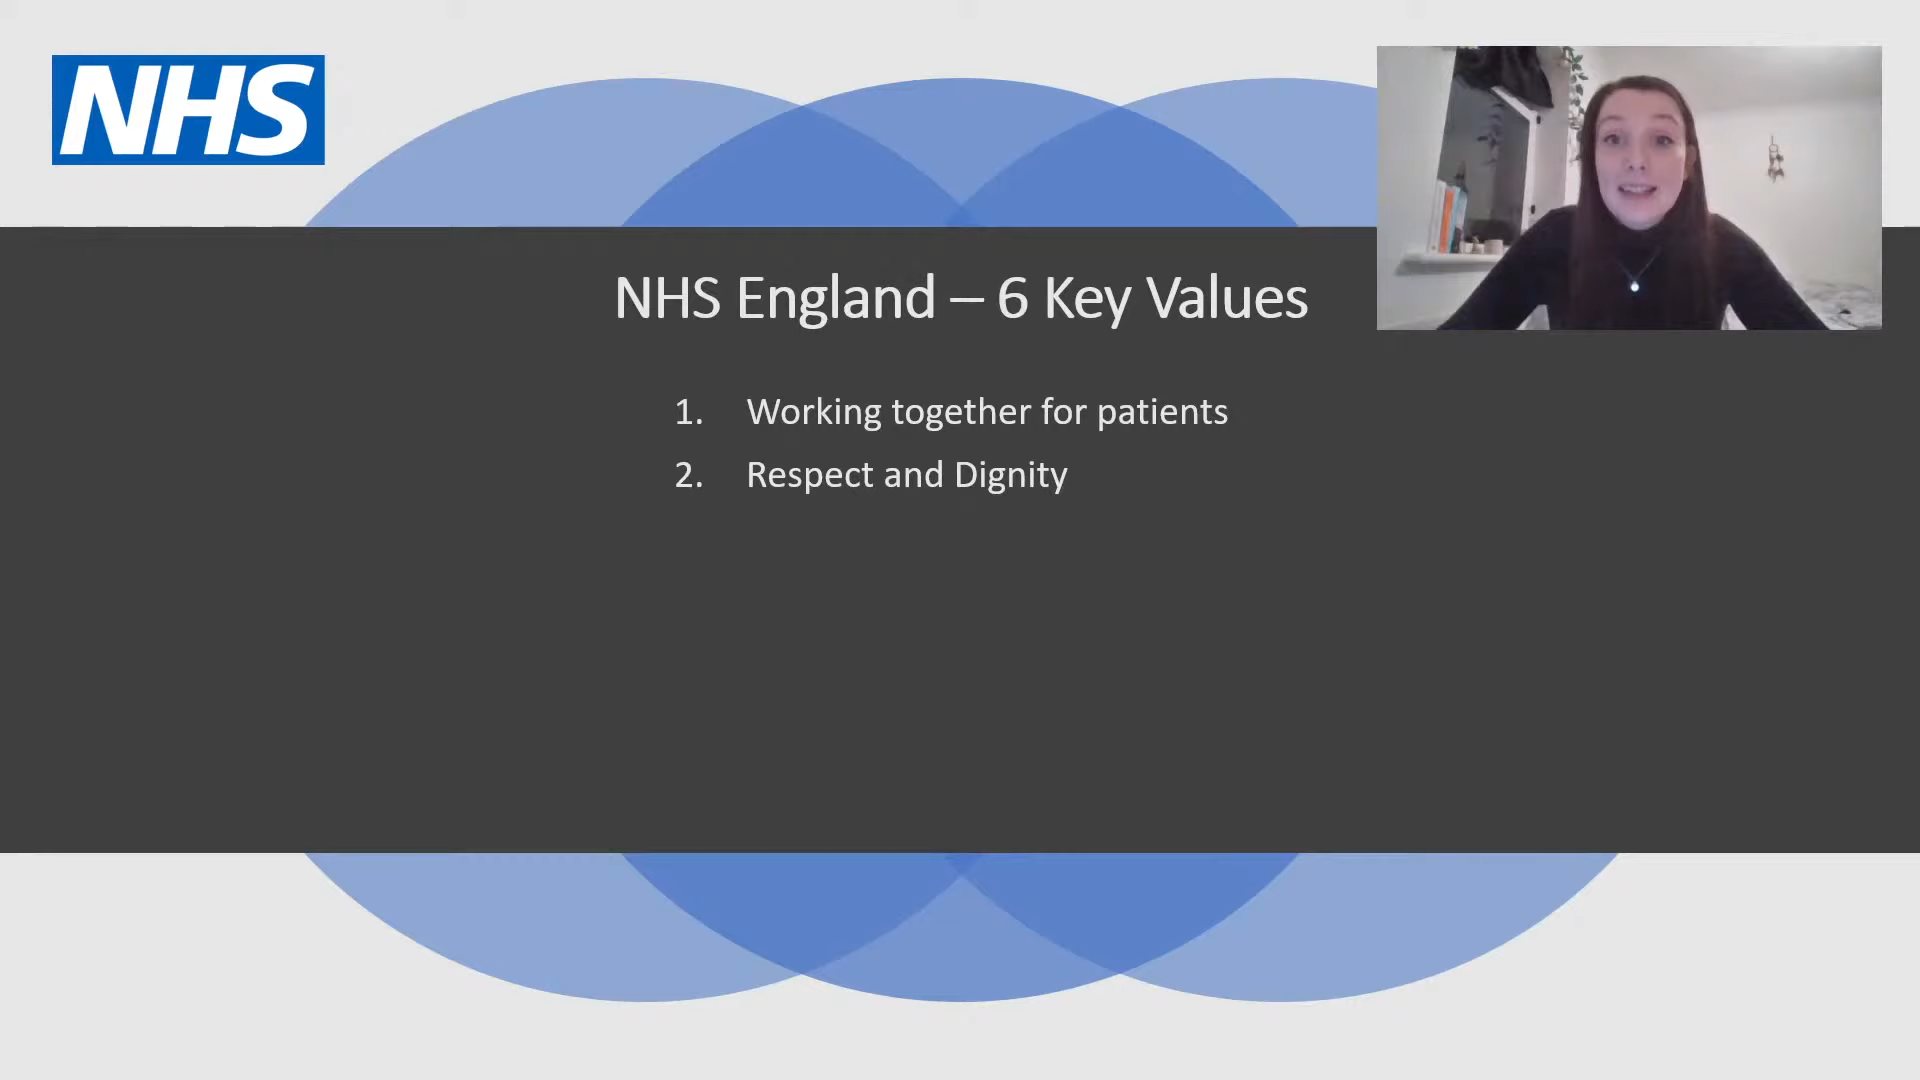 NHS
NHS England – 6 Key Values
1. Working together for patients
2. Respect and Dignity